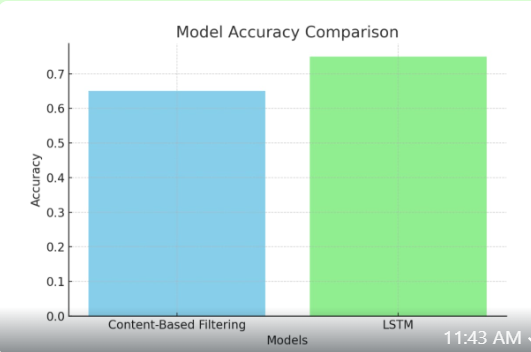 Model Accuracy Comparison
0.7
0.6
0.5
0.4
0.3
0.2
0.1
0.0
Accuracy
Content-Based Filtering LSTM
Models
11:43 AM